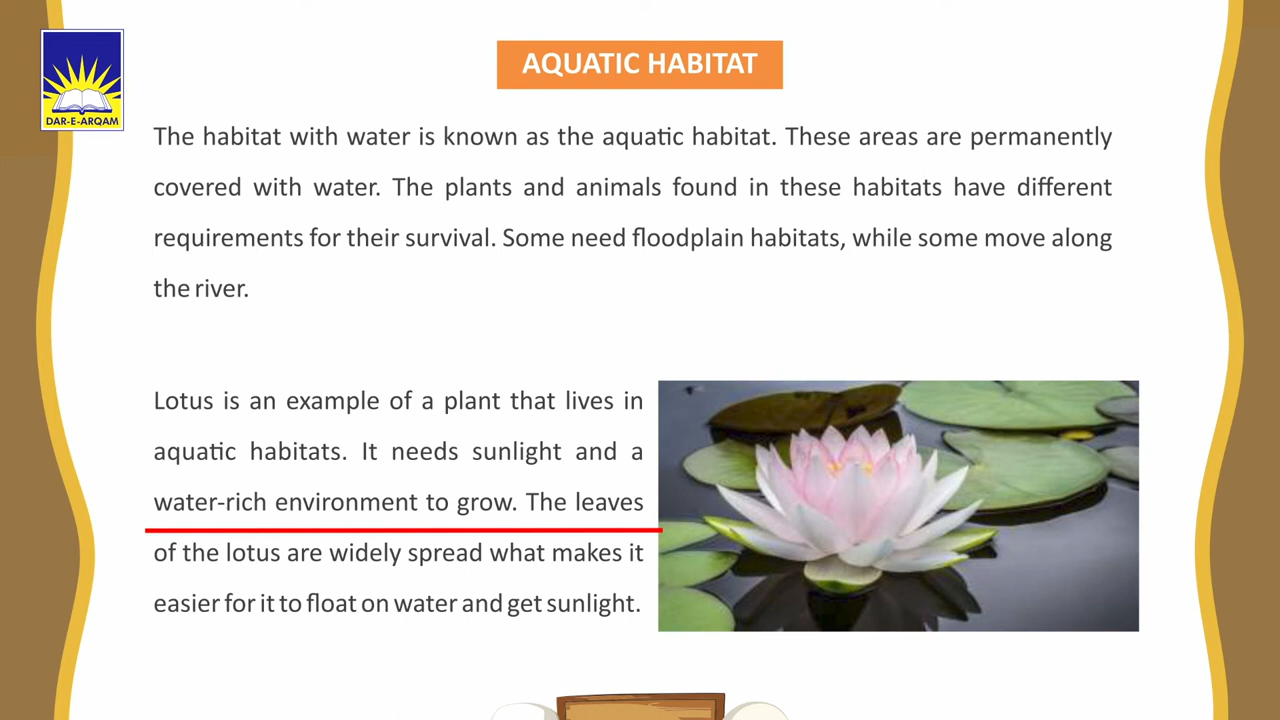 AQUATIC HABITAT
DAR-E-ARQAM
The habitat with water is known as the aquatic habitat. These areas are permanently
covered with water. The plants and animals found in these habitats have different
requirements for their survival. Some need floodplain habitats, while some move along
the river.
Lotus is an example of a plant that lives in
aquatic habitats. It needs sunlight and a
water-rich environment to grow. The leaves
of the lotus are widely spread what makes it
easier for it to float on water and get sunlight.